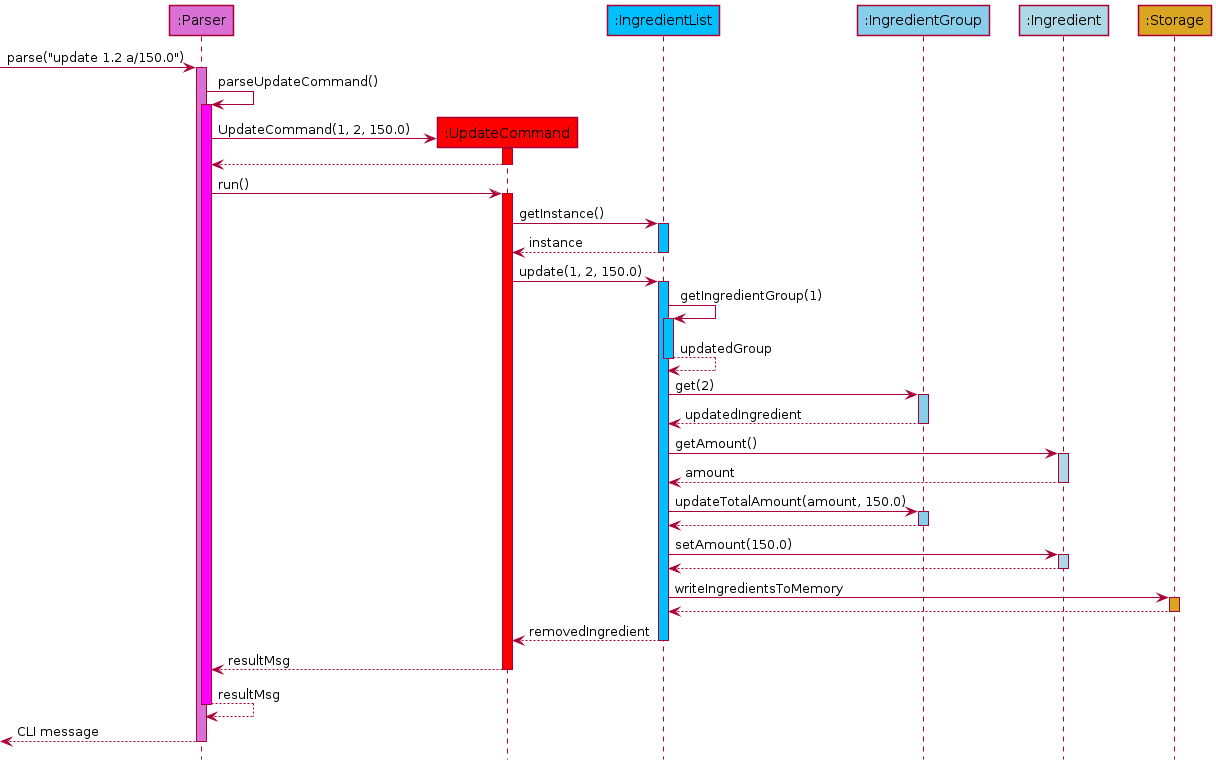 :Parser
:IngredientList
:IngredientGroup
:Ingredient
:Storage
parse("update 1.2 a/150.0")
parseUpdateCommand()
UpdateCommand(1, 2, 150.0)
:UpdateCommand
run()
getInstance()
instance
update(1, 2, 150.0)
getIngredientGroup(1)
updatedGroup
get(2)
updatedIngredient
getAmount()
amount
updateTotalAmount(amount, 150.0)
setAmount(150.0)
writeIngredientsToMemory
removedIngredient
resultMsg
resultMsg
CLI message